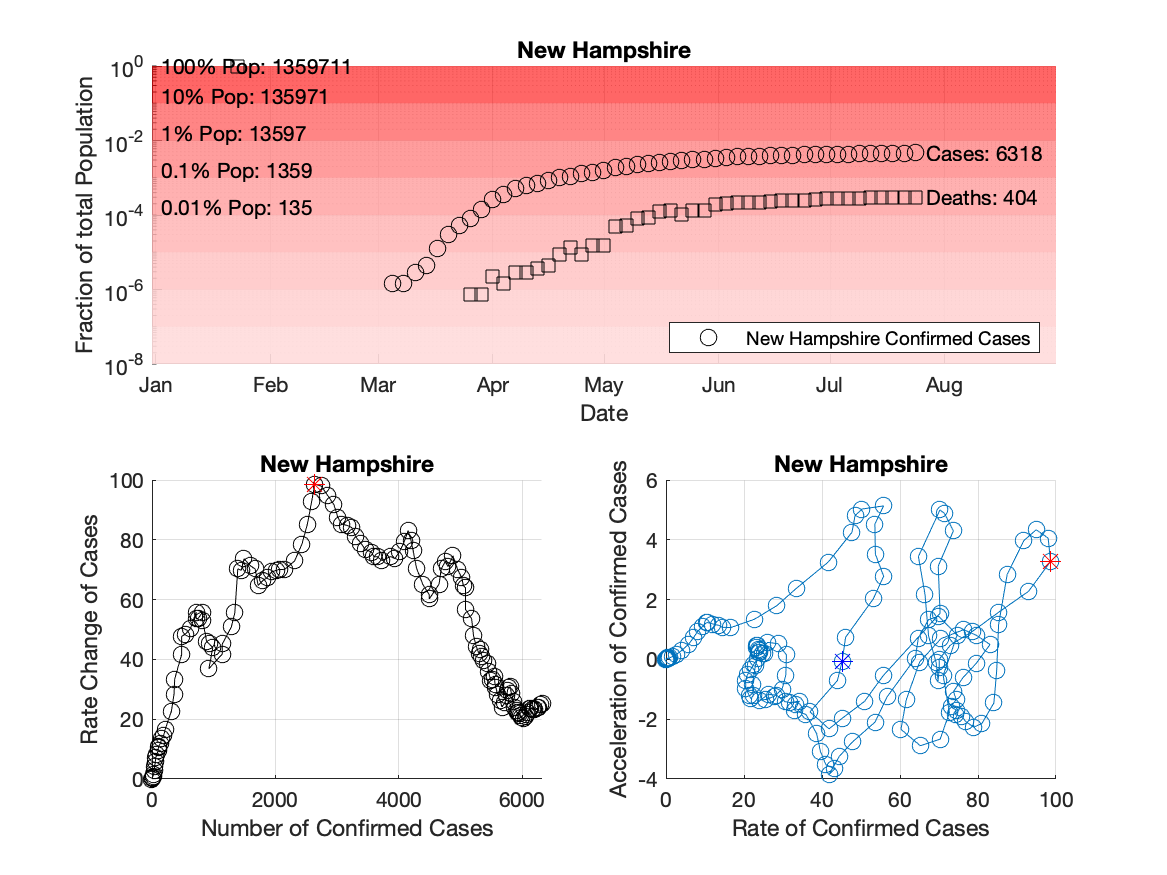 New Hampshire
Fraction of total Population
10^0
10^-2
10^-4
10^-6
10^-8
100% Pop: 1359711
10% Pop: 135971
1% Pop: 13597
0.1% Pop: 1359
0.01% Pop: 135
Cases: 6318
Deaths: 404
New Hampshire Confirmed Cases
Jan Feb Mar Apr May Jun Jul Aug
Date
New Hampshire
Rate Change of Cases
100
80
60
40
20
0
0 2000 4000 6000
Number of Confirmed Cases
New Hampshire
Acceleration of Confirmed Cases
6
4
2
0
-2
-4
0 20 40 60 80 100
Rate of Confirmed Cases